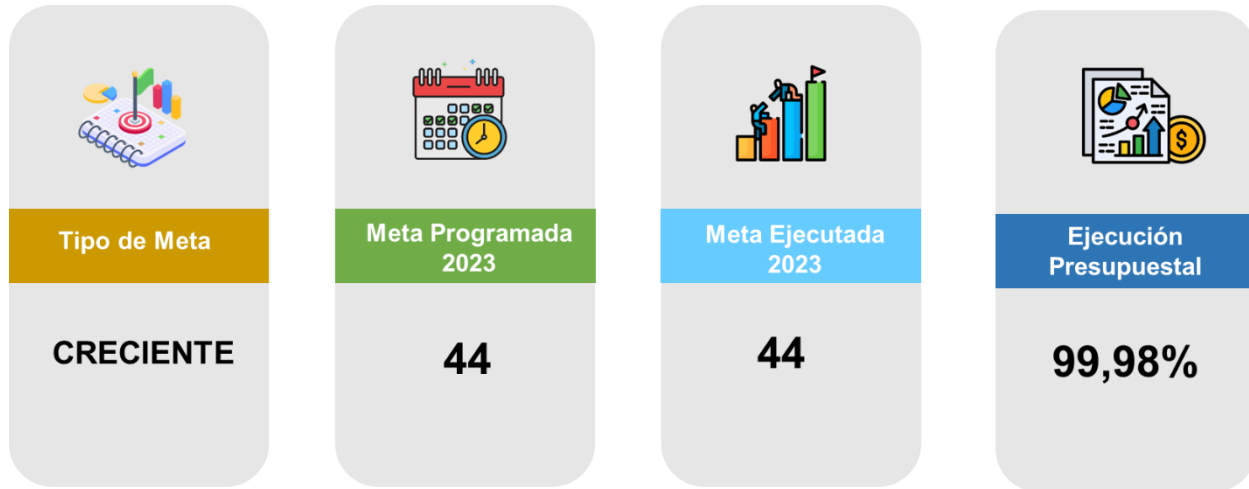 Tipo de Meta
CRECIENTE
Meta Programada
2023
44
Meta Ejecutada
2023
44
Ejecución
Presupuestal
99,98%